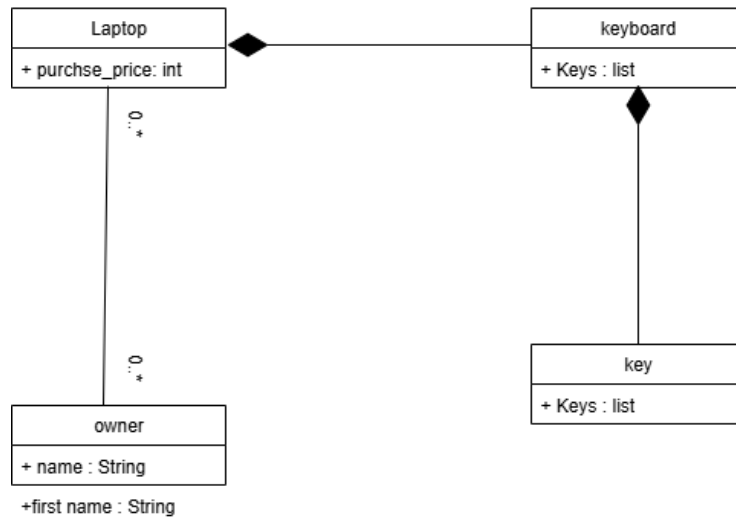 Laptop
+ purchse_price: int
keyboard
+ Keys : list
0..*
0..*
key
+ Keys : list
owner
+ name : String
+first name : String